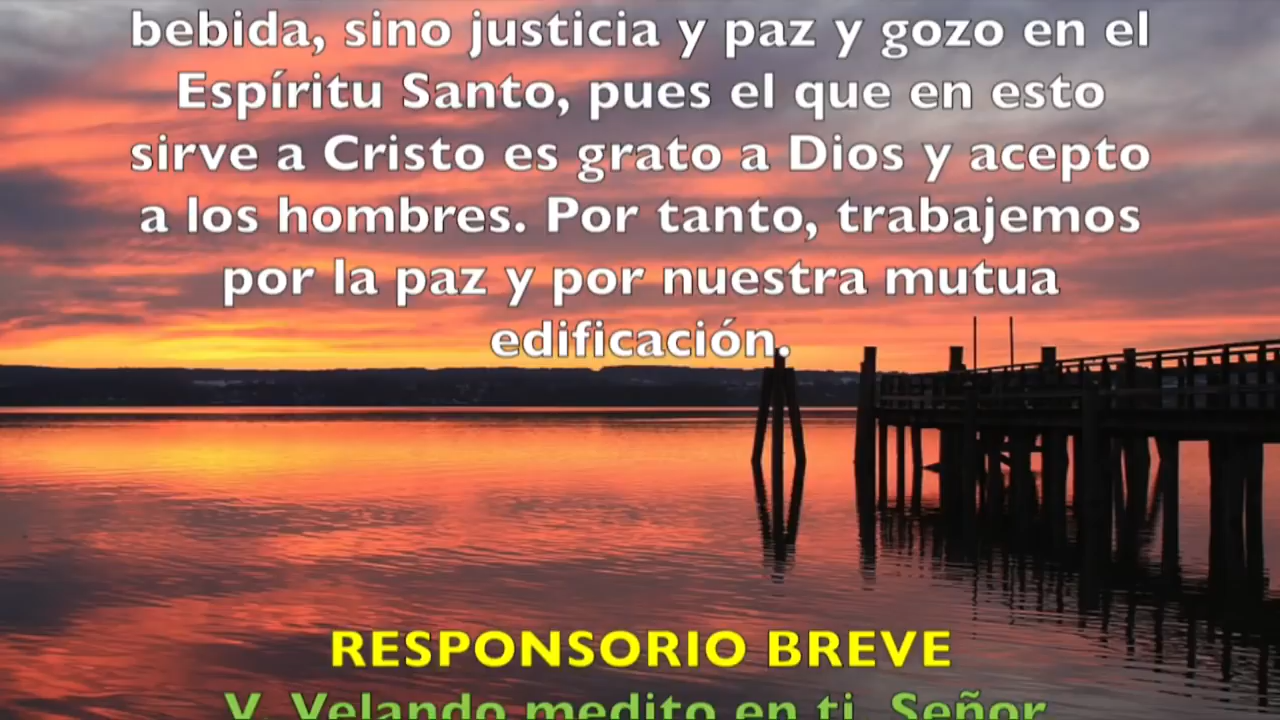 bebida, sino justicia y paz y gozo en el
Espíritu Santo, pues el que en esto
sirve a Cristo es grato a Dios y acepto
a los hombres. Por tanto, trabajemos
por la paz y por nuestra mutua
edificación.
RESPONSORIO BREVE
V. Velando medito en ti, Señor.